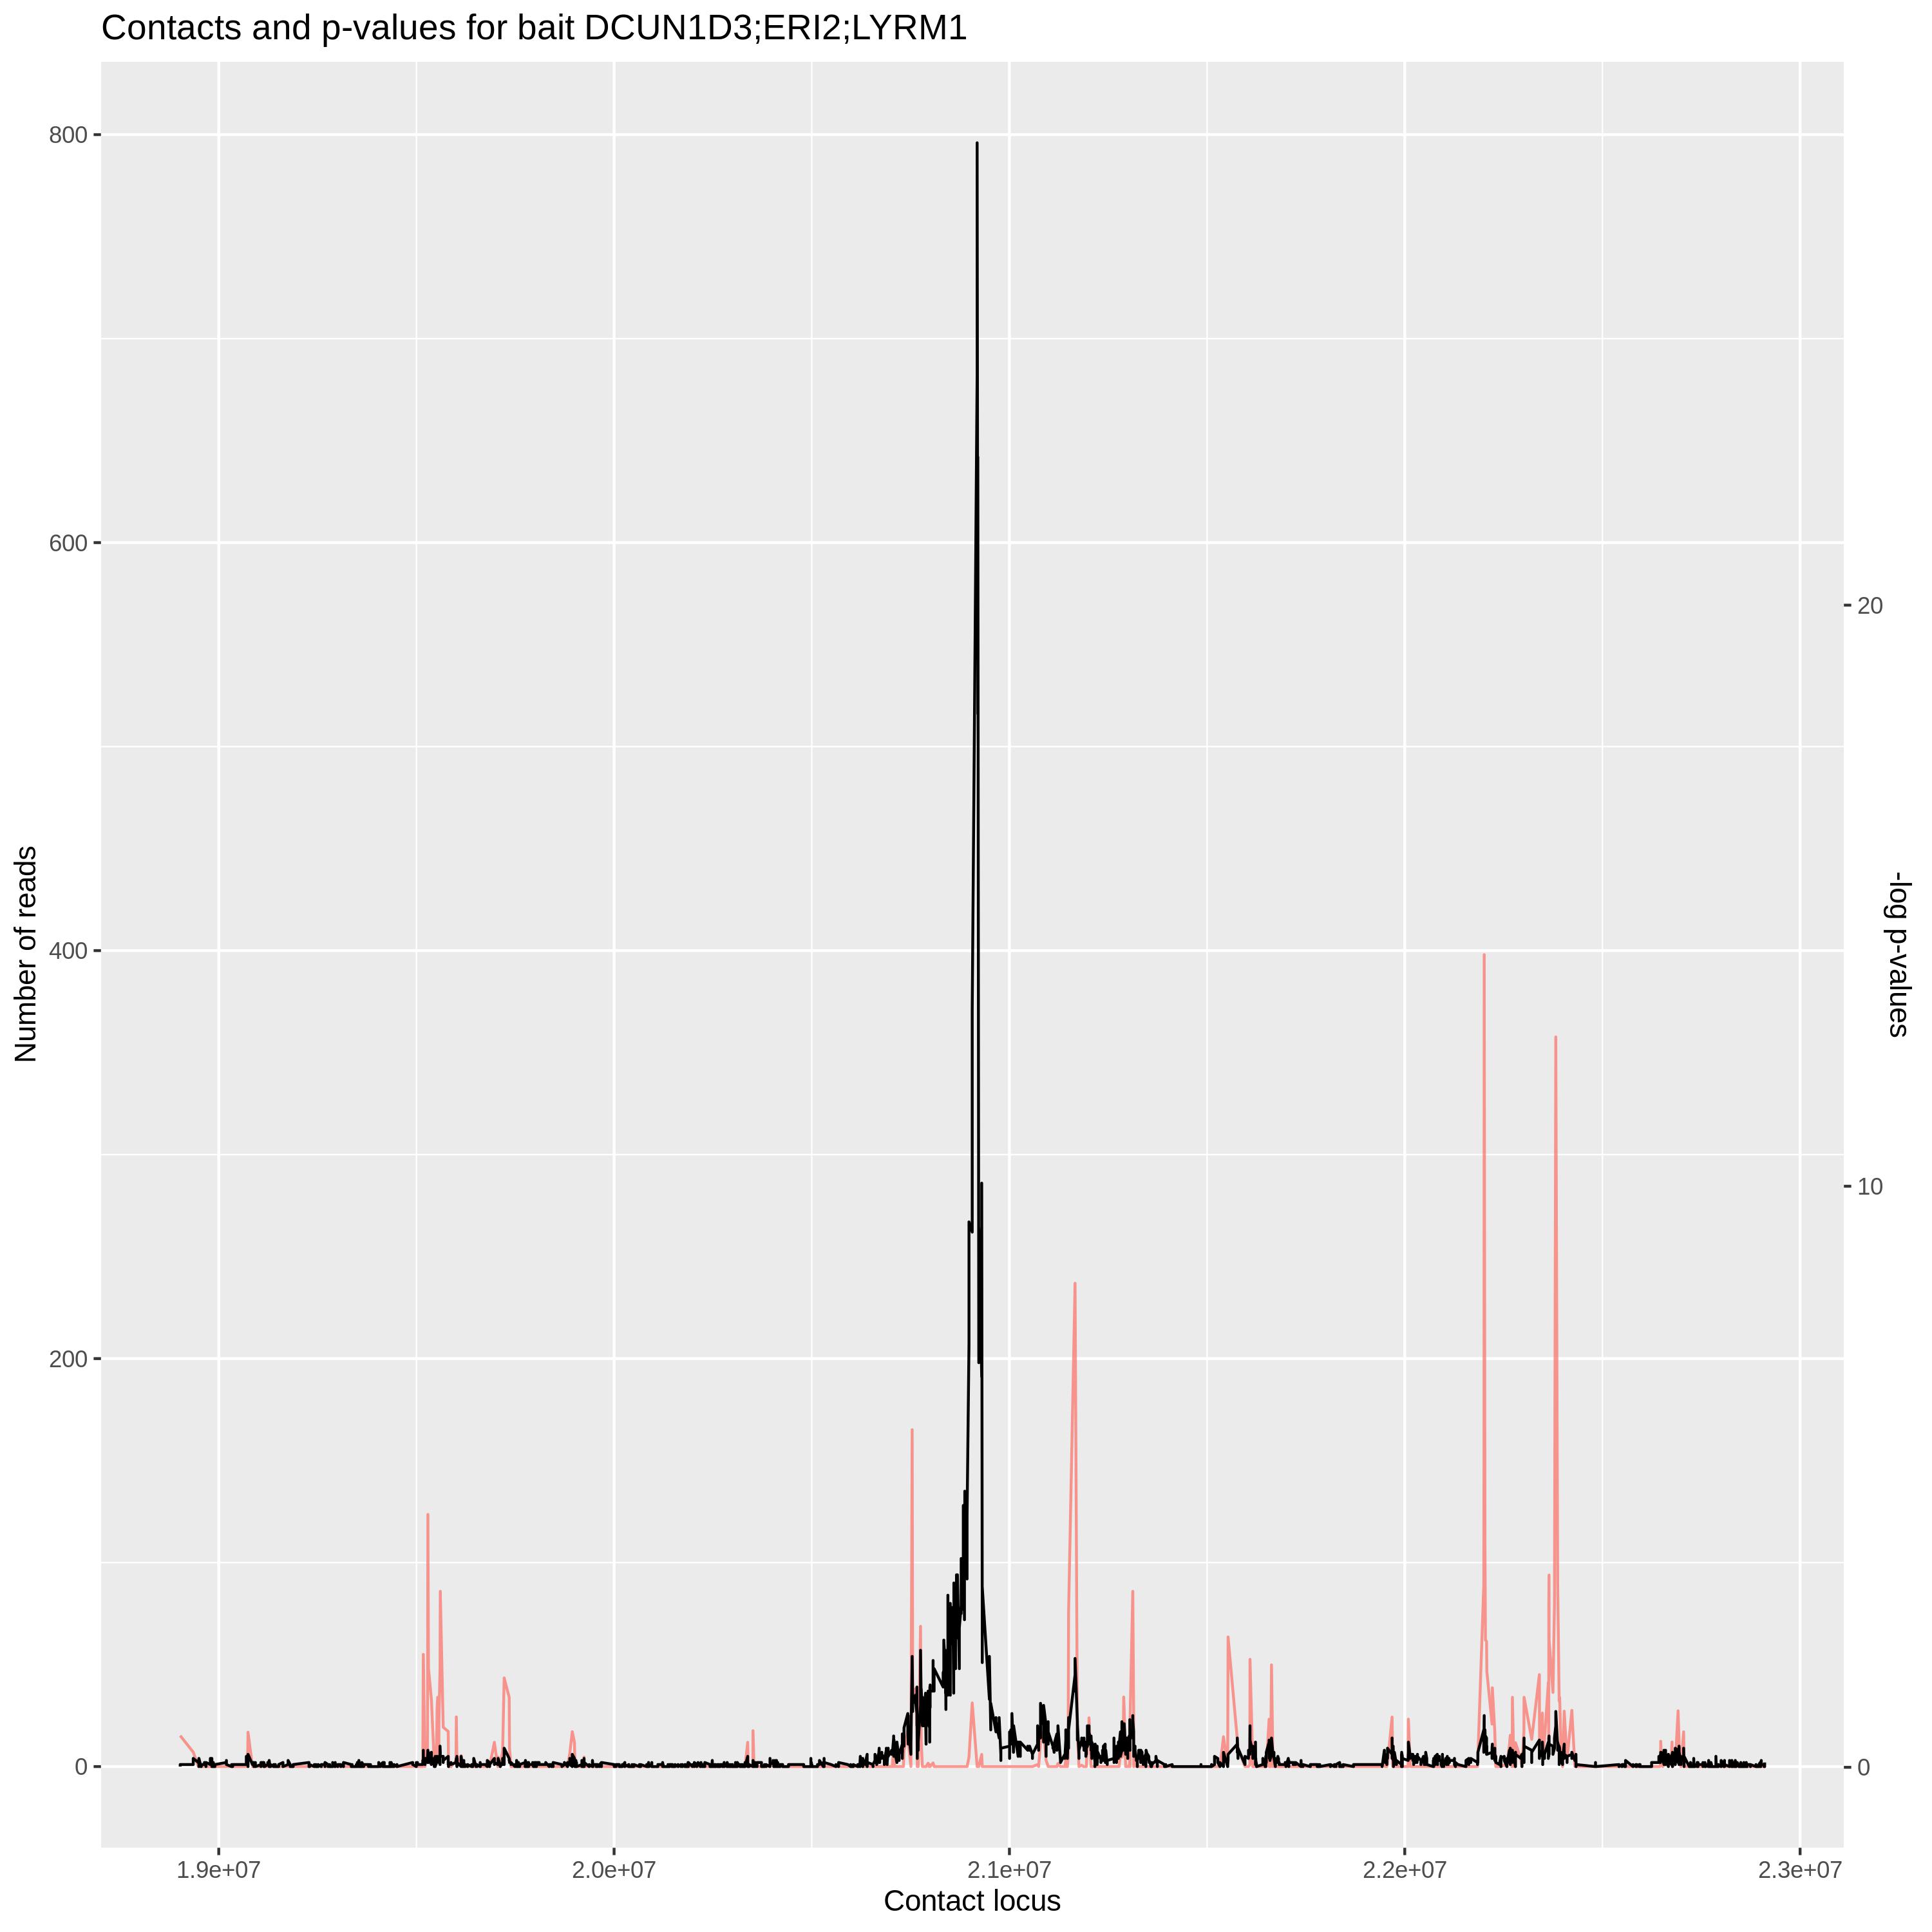 Contacts and p-values for bait DCUN1D3;ERI2;LYRM1
800
600
400
200
0
Number of reads
20
10
0
-log p-values
1.9e+07 2.0e+07 2.1e+07 2.2e+07 2.3e+07
Contact locus